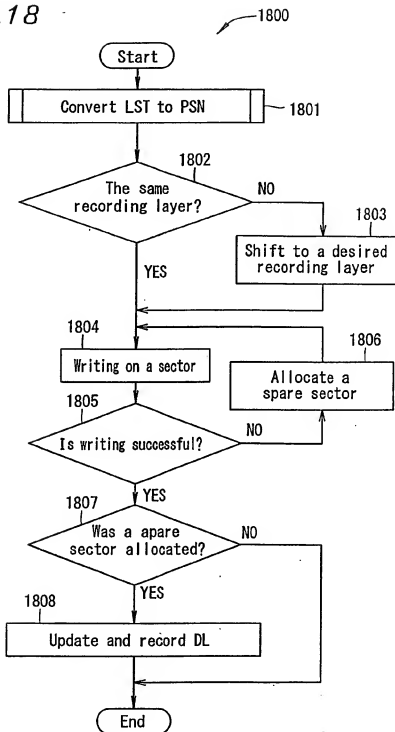 .18
1800
Start
Convert LST to PSN
1801
1802
The same
recording layer?
NO
1803
Shift to a desired
recording layer
YES
1804
Writing on a sector
1806
Allocate a
spare sector
1805
Is writing successful?
NO
YES
1807
Was a apare
sector allocated?
NO
YES
1808
Update and record DL
End